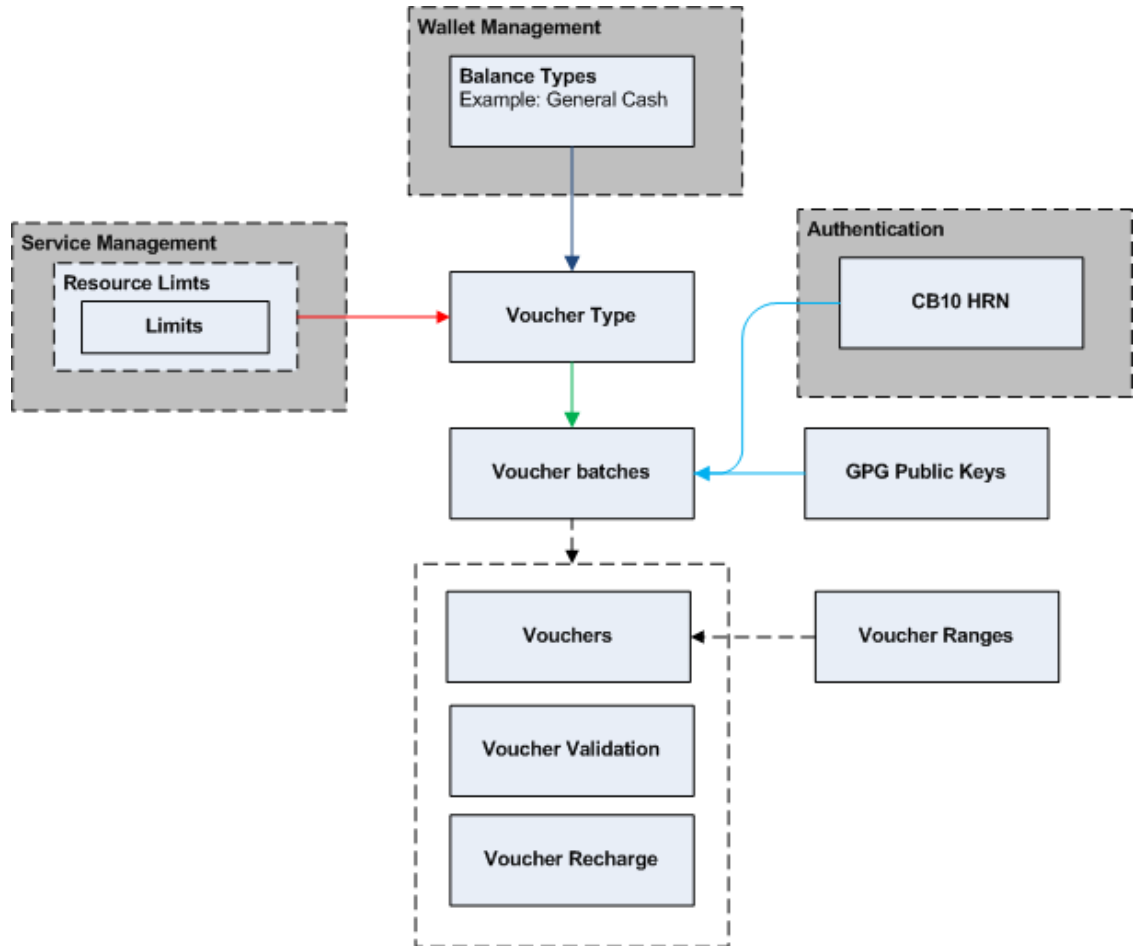 Wallet Management
Balance Types
Example: General Cash
Service Management
Resource Limts
Limits
Voucher Type
Authentication
CB10 HRN
Voucher batches
GPG Public Keys
Vouchers
Voucher Ranges
Voucher Validation
Voucher Recharge